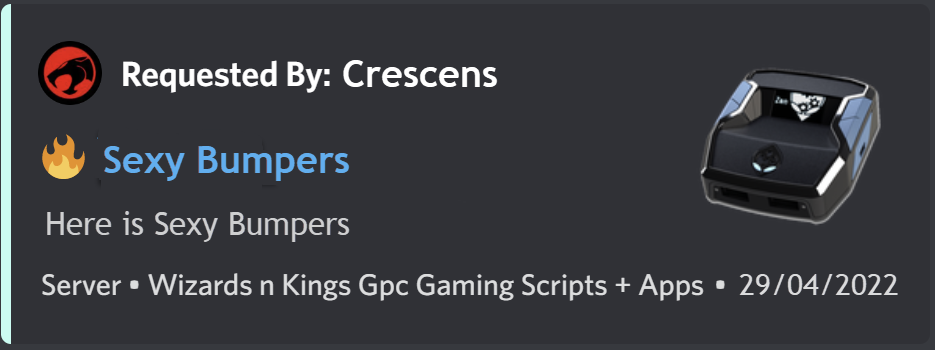 Requested By: Crescens
Sexy Bumpers
Here is Sexy Bumpers
Server • Wizards n Kings Gpc Gaming Scripts + Apps • 29/04/2022